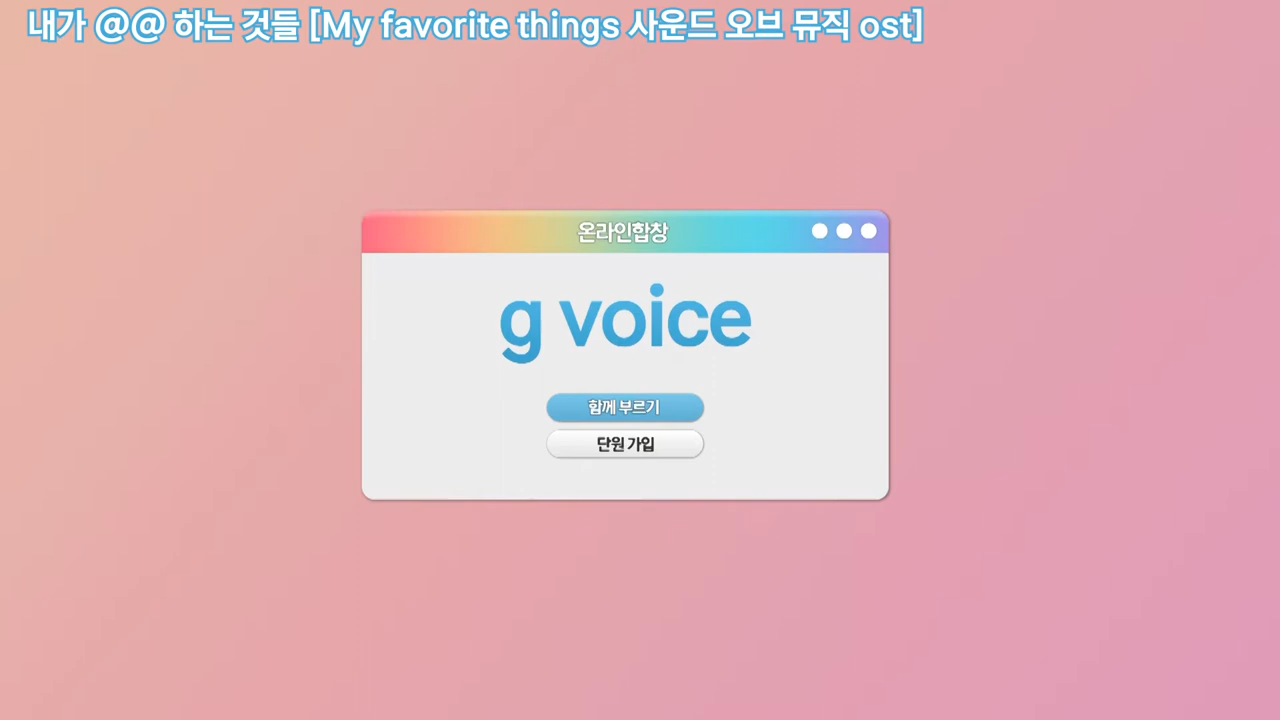 내가 @@ 하는 것들 [My favorite things 사운드 오브 뮤직 ost]
온라인합창
g voice
함께 부르기
단원 가입